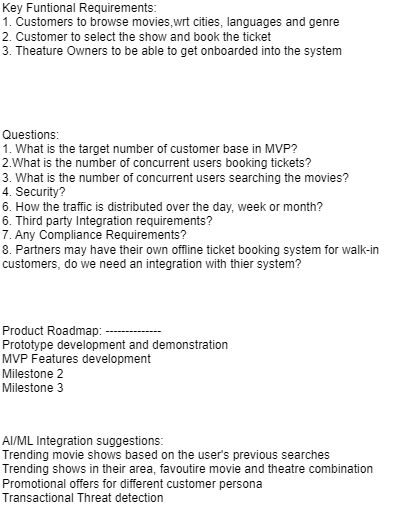 Key Funtional Requirements:
1. Customers to browse movies,wrt cities, languages and genre
2. Customer to select the show and book the ticket
3. Theature Owners to be able to get onboarded into the system
Questions:
1. What is the target number of customer base in MVP?
2.What is the number of concurrent users booking tickets?
3. What is the number of concurrent users searching the movies?
4. Security?
6. How the traffic is distributed over the day, week or month?
6. Third party Integration requirements?
7. Any Compliance Requirements?
8. Partners may have their own offline ticket booking system for walk-in
customers, do we need an integration with thier system?
Product Roadmap: --------------
Prototype development and demonstration
MVP Features development
Milestone 2
Milestone 3
AI/ML Integration suggestions:
Trending movie shows based on the user's previous searches
Trending shows in their area, favoutire movie and theatre combination
Promotional offers for different customer persona
Transactional Threat detection